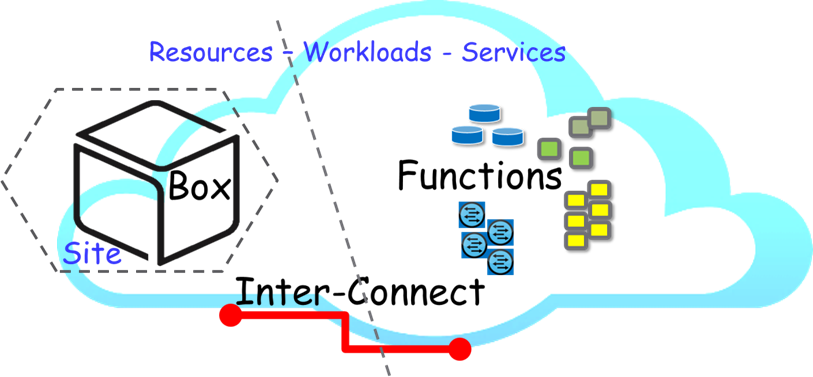 Resources – Workloads - Services
Functions
Box
Site
Inter-Connect